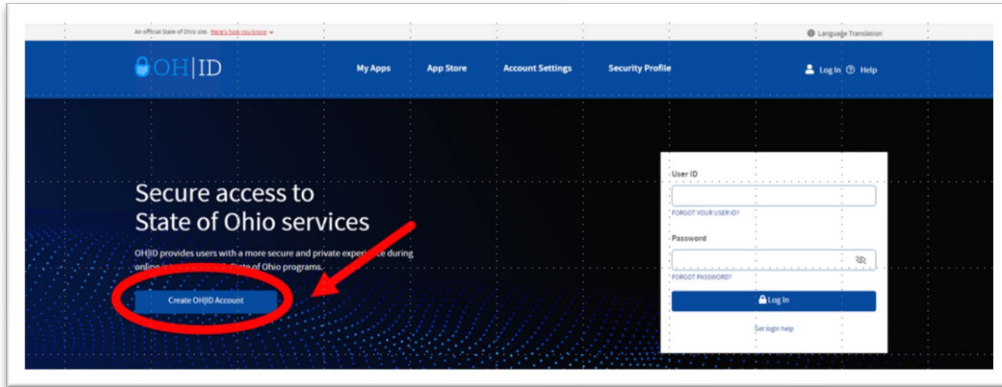 An official State of Ohio site. Here's how you know
Language Translation
OH|ID
My Apps
App Store
Account Settings
Security Profile
Log In
Help
Secure access to
State of Ohio services
OH|ID provides users with a more secure and private experience during
online State of Ohio programs.
Create OH|ID Account
User ID
FORGOT YOUR USER ID?
Password
FORGOT PASSWORD?
Log In
Get login help